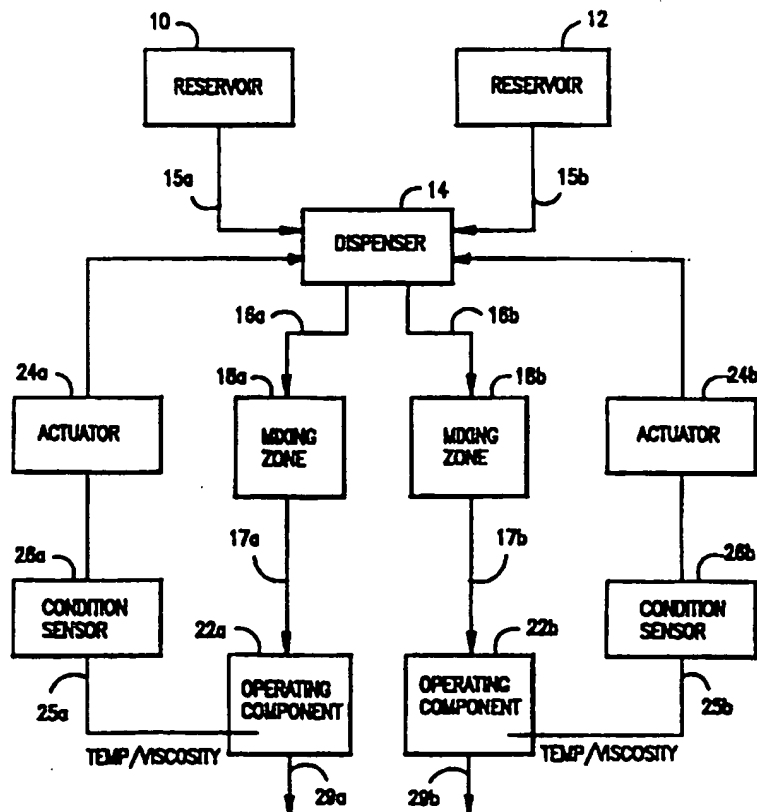 10
12
RESERVOIR
RESERVOIR
15a
15b
14
DISPENSER
16a
16b
24a
18a
18b
24b
ACTUATOR
MIXING
ZONE
MIXING
ZONE
ACTUATOR
17a
17b
26a
26b
CONDITION
SENSOR
22a
22b
CONDITION
SENSOR
OPERATING
COMPONENT
OPERATING
COMPONENT
25a
25b
TEMP/VISCOSITY
TEMP/VISCOSITY
29a
29b